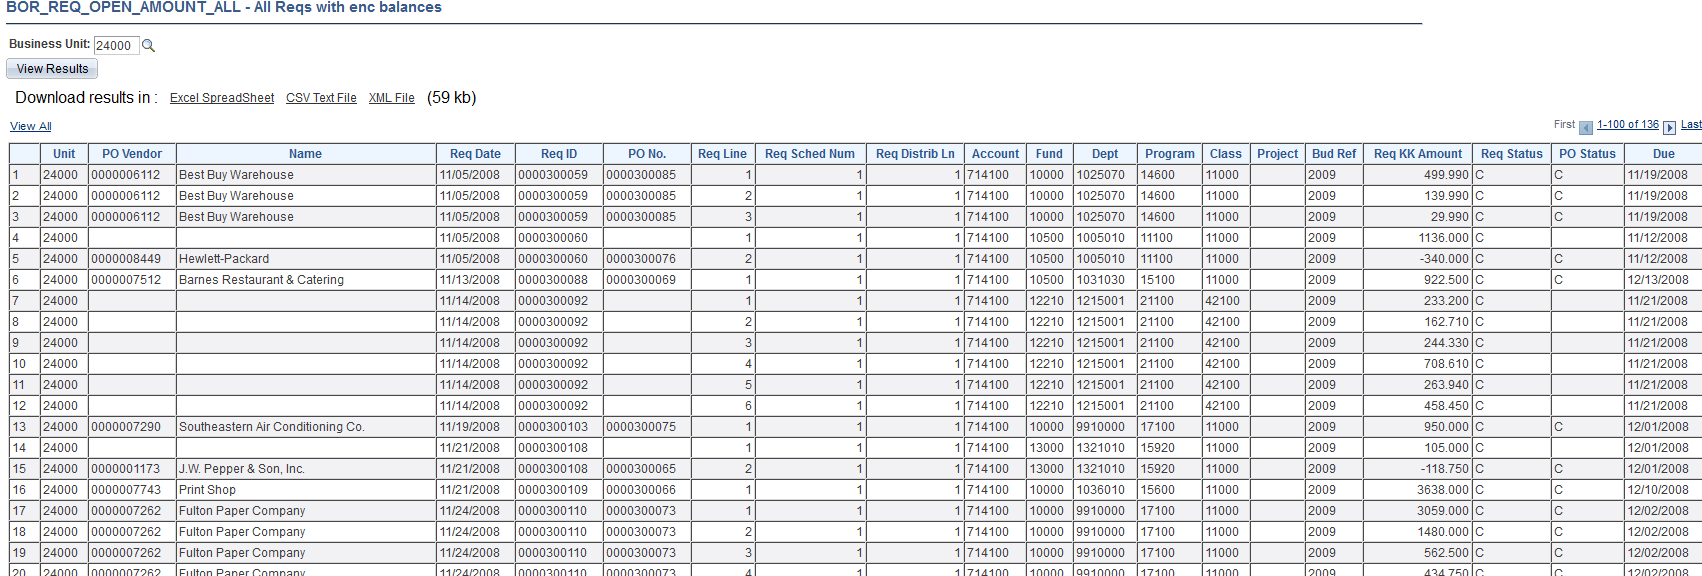 BOR_REQ_OPEN_AMOUNT_ALL - All Reqs with enc balances
Business Unit: 24000
View Results
Download results in : Excel SpreadSheet CSV Text File XML File (59 kb)
View All First 1-100 of 136 Last
Unit PO Vendor Name Req Date Req ID PO No. Req Line Req Sched Num Req Distrib Ln Account Fund Dept Program Class Project Bud Ref Req KK Amount Req Status PO Status Due
1 24000 0000006112 Best Buy Warehouse 11/05/2008 0000300059 0000300085 1 1 1 714100 10000 1025070 14600 11000 2009 499.990 C C 11/19/2008
2 24000 0000006112 Best Buy Warehouse 11/05/2008 0000300059 0000300085 2 1 1 714100 10000 1025070 14600 11000 2009 139.990 C C 11/19/2008
3 24000 0000006112 Best Buy Warehouse 11/05/2008 0000300059 0000300085 3 1 1 714100 10000 1025070 14600 11000 2009 29.990 C C 11/19/2008
4 24000 11/05/2008 0000300060 1 1 1 714100 10500 1005010 11100 11000 2009 1136.000 C 11/12/2008
5 24000 0000008449 Hewlett-Packard 11/05/2008 0000300060 0000300076 2 1 1 714100 10500 1005010 11100 11000 2009 -340.000 C C 11/12/2008
6 24000 0000007512 Barnes Restaurant & Catering 11/13/2008 0000300088 0000300069 1 1 1 714100 10500 1031030 15100 11000 2009 922.500 C C 12/13/2008
7 24000 11/14/2008 0000300092 1 1 1 714100 12210 1215001 21100 42100 2009 233.200 C 11/21/2008
8 24000 11/14/2008 0000300092 2 1 1 714100 12210 1215001 21100 42100 2009 162.710 C 11/21/2008
9 24000 11/14/2008 0000300092 3 1 1 714100 12210 1215001 21100 42100 2009 244.330 C 11/21/2008
10 24000 11/14/2008 0000300092 4 1 1 714100 12210 1215001 21100 42100 2009 708.610 C 11/21/2008
11 24000 11/14/2008 0000300092 5 1 1 714100 12210 1215001 21100 42100 2009 263.940 C 11/21/2008
12 24000 11/14/2008 0000300092 6 1 1 714100 12210 1215001 21100 42100 2009 458.450 C 11/21/2008
13 24000 0000007290 Southeastern Air Conditioning Co. 11/19/2008 0000300103 0000300075 1 1 1 714100 10000 9910000 17100 11000 2009 950.000 C C 12/01/2008
14 24000 11/21/2008 0000300108 1 1 1 714100 13000 1321010 15920 11000 2009 105.000 C 12/01/2008
15 24000 0000001173 J.W. Pepper & Son, Inc. 11/21/2008 0000300108 0000300065 2 1 1 714100 13000 1321010 15920 11000 2009 -118.750 C C 12/01/2008
16 24000 0000007743 Print Shop 11/21/2008 0000300109 0000300066 1 1 1 714100 10000 1036010 15600 11000 2009 3638.000 C C 12/10/2008
17 24000 0000007262 Fulton Paper Company 11/24/2008 0000300110 0000300073 1 1 1 714100 10000 9910000 17100 11000 2009 3059.000 C C 12/02/2008
18 24000 0000007262 Fulton Paper Company 11/24/2008 0000300110 0000300073 2 1 1 714100 10000 9910000 17100 11000 2009 1480.000 C C 12/02/2008
19 24000 0000007262 Fulton Paper Company 11/24/2008 0000300110 0000300073 3 1 1 714100 10000 9910000 17100 11000 2009 562.500 C C 12/02/2008
20 24000 0000007262 Fulton Paper Company 11/24/2008 0000300110 0000300073 4 1 1 714100 10000 9910000 17100 11000 2009 434.750 C C 12/02/2008